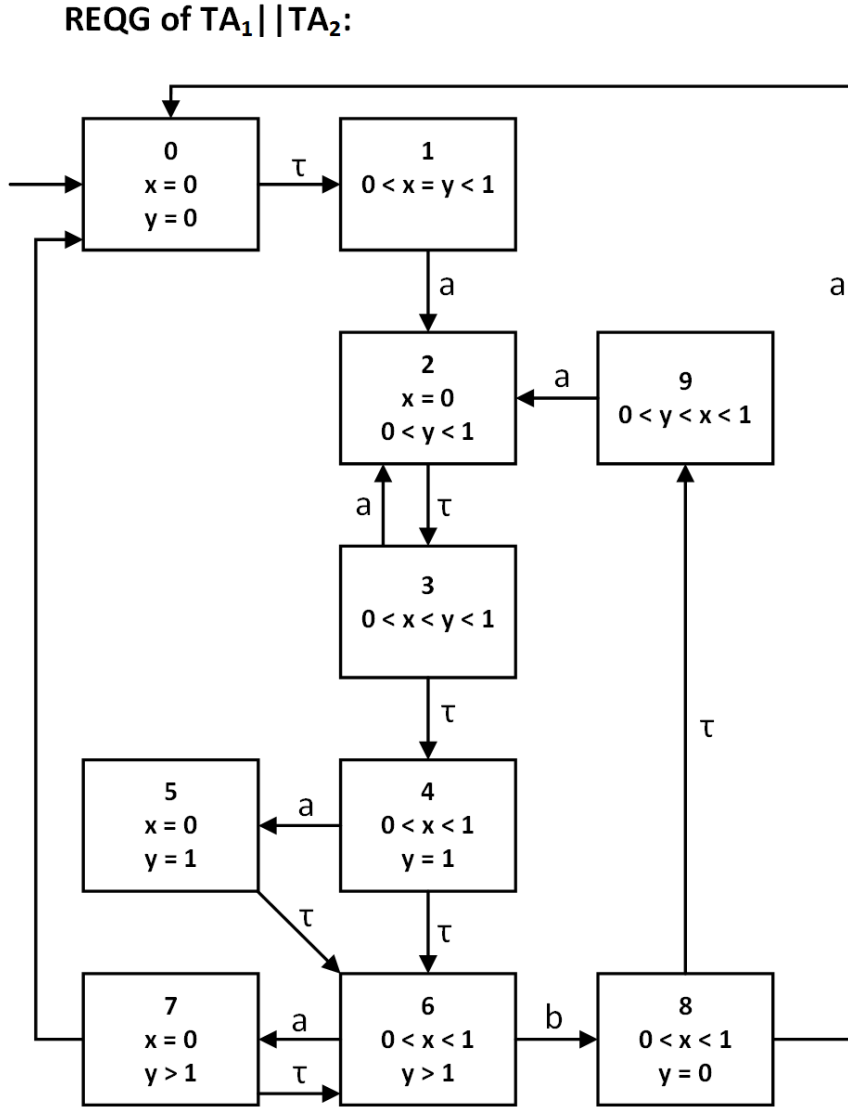 REQG of TA₁||TA₂:
0
x = 0
y = 0
τ
1
0 < x = y < 1
a
a
2
x = 0
0 < y < 1
a
9
0 < y < x < 1
a
τ
3
0 < x < y < 1
τ
τ
5
x = 0
y = 1
a
4
0 < x < 1
y = 1
τ
τ
7
x = 0
y > 1
a
τ
6
0 < x < 1
y > 1
b
8
0 < x < 1
y = 0